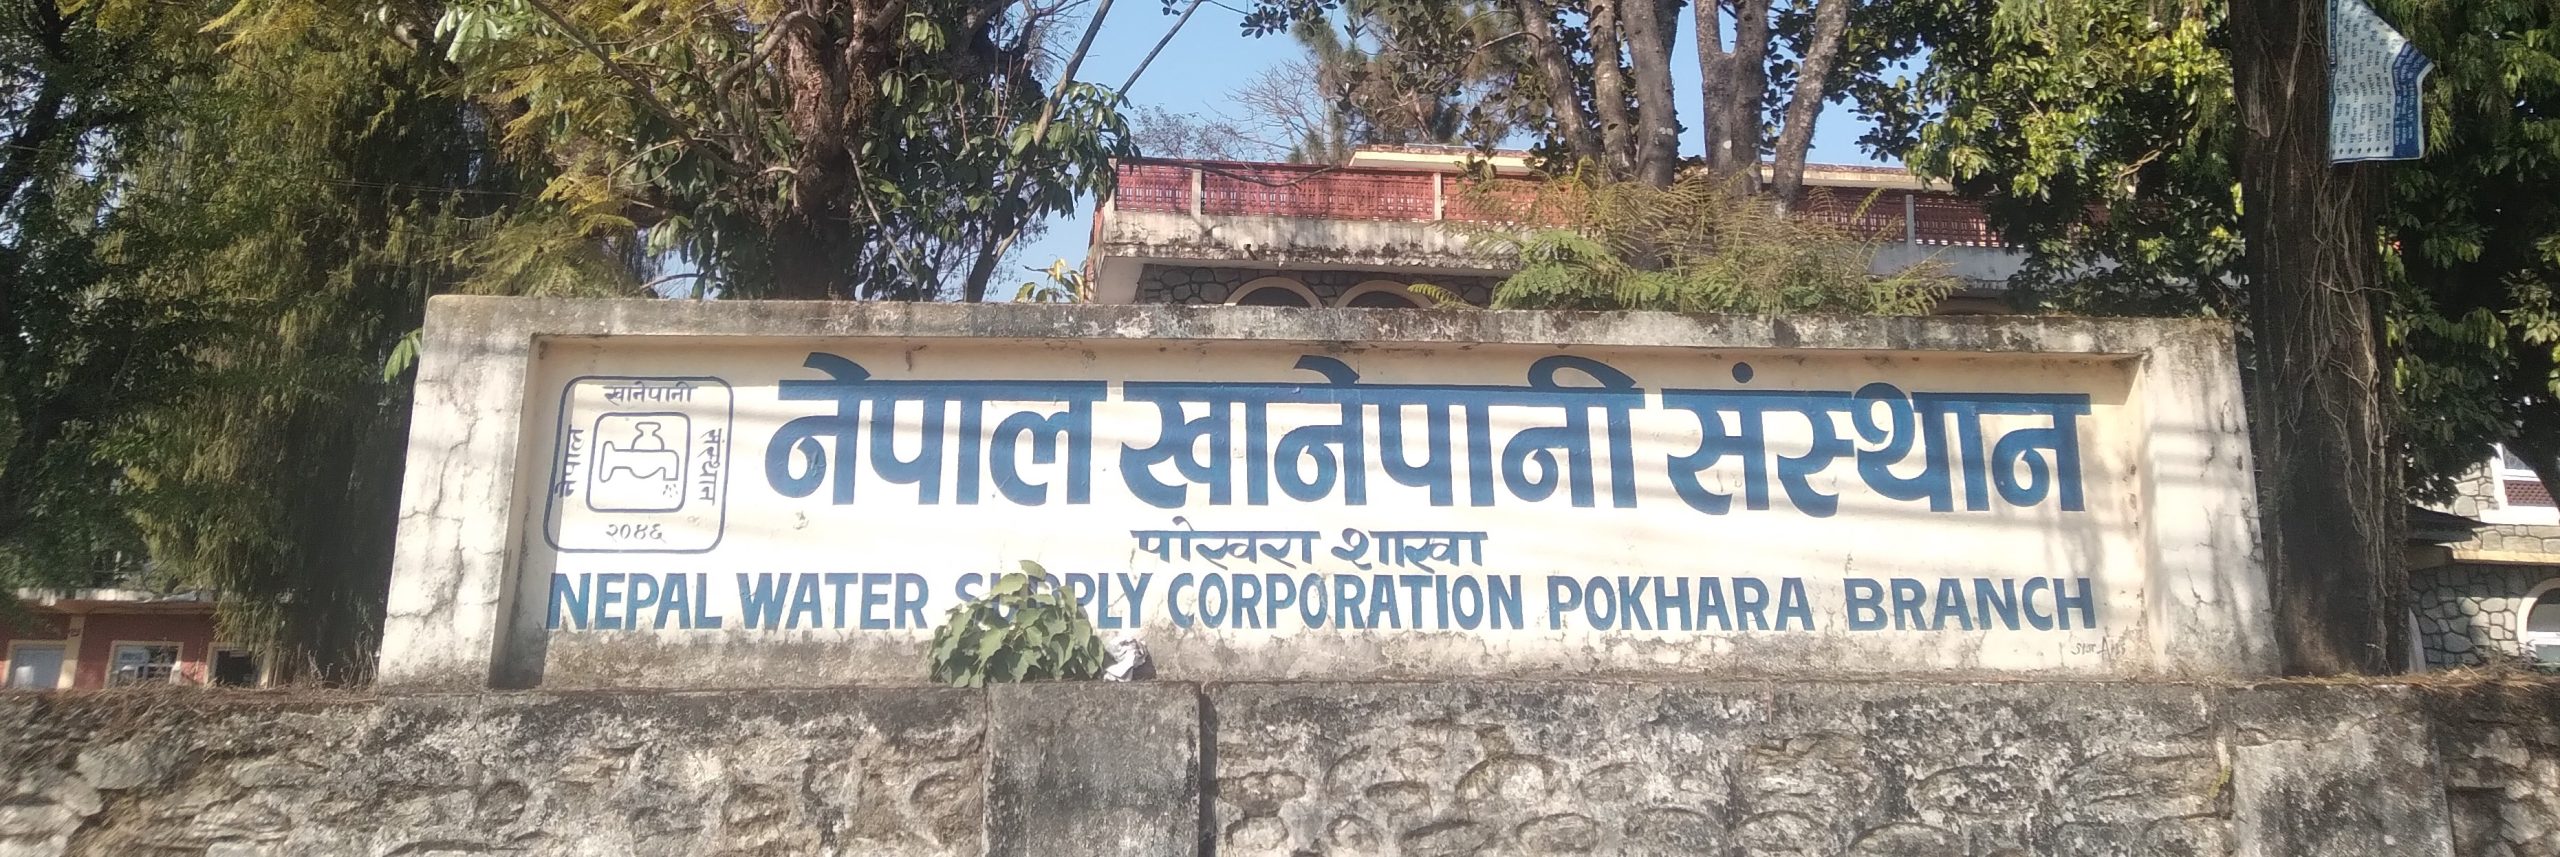 खानेपानी
नेपाल
संस्थान
२०४६
नेपाल खानेपानी संस्थान
पोखरा शाखा
NEPAL WATER SUPPLY CORPORATION POKHARA BRANCH